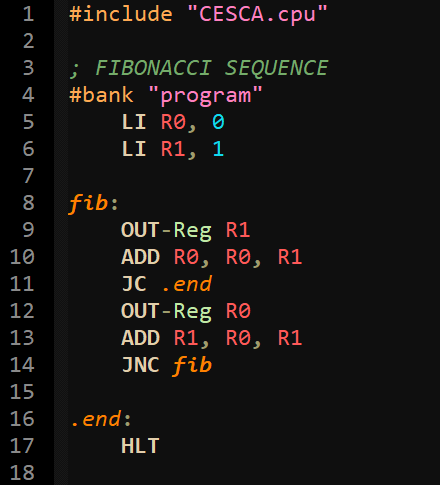 1 #include "CESCA.cpu"
2
3 ; FIBONACCI SEQUENCE
4 #bank "program"
5 LI R0, 0
6 LI R1, 1
7
8 fib:
9 OUT-Reg R1
10 ADD R0, R0, R1
11 JC .end
12 OUT-Reg R0
13 ADD R1, R0, R1
14 JNC fib
15
16 .end:
17 HLT
18